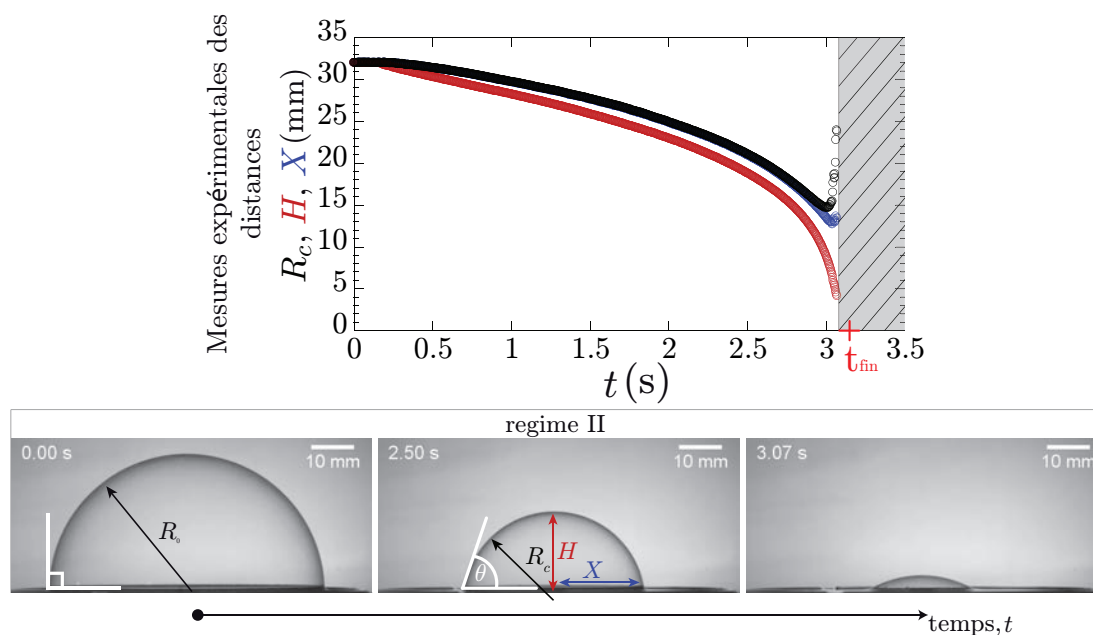 Mesures expérimentales des
distances
R_c, H, X (mm)
35
30
25
20
15
10
5
0
0 0.5 1 1.5 2 2.5 3 3.5
t_fin
t (s)
regime II
0.00 s 10 mm
R_0
2.50 s 10 mm
θ R_c H X
3.07 s 10 mm
temps, t